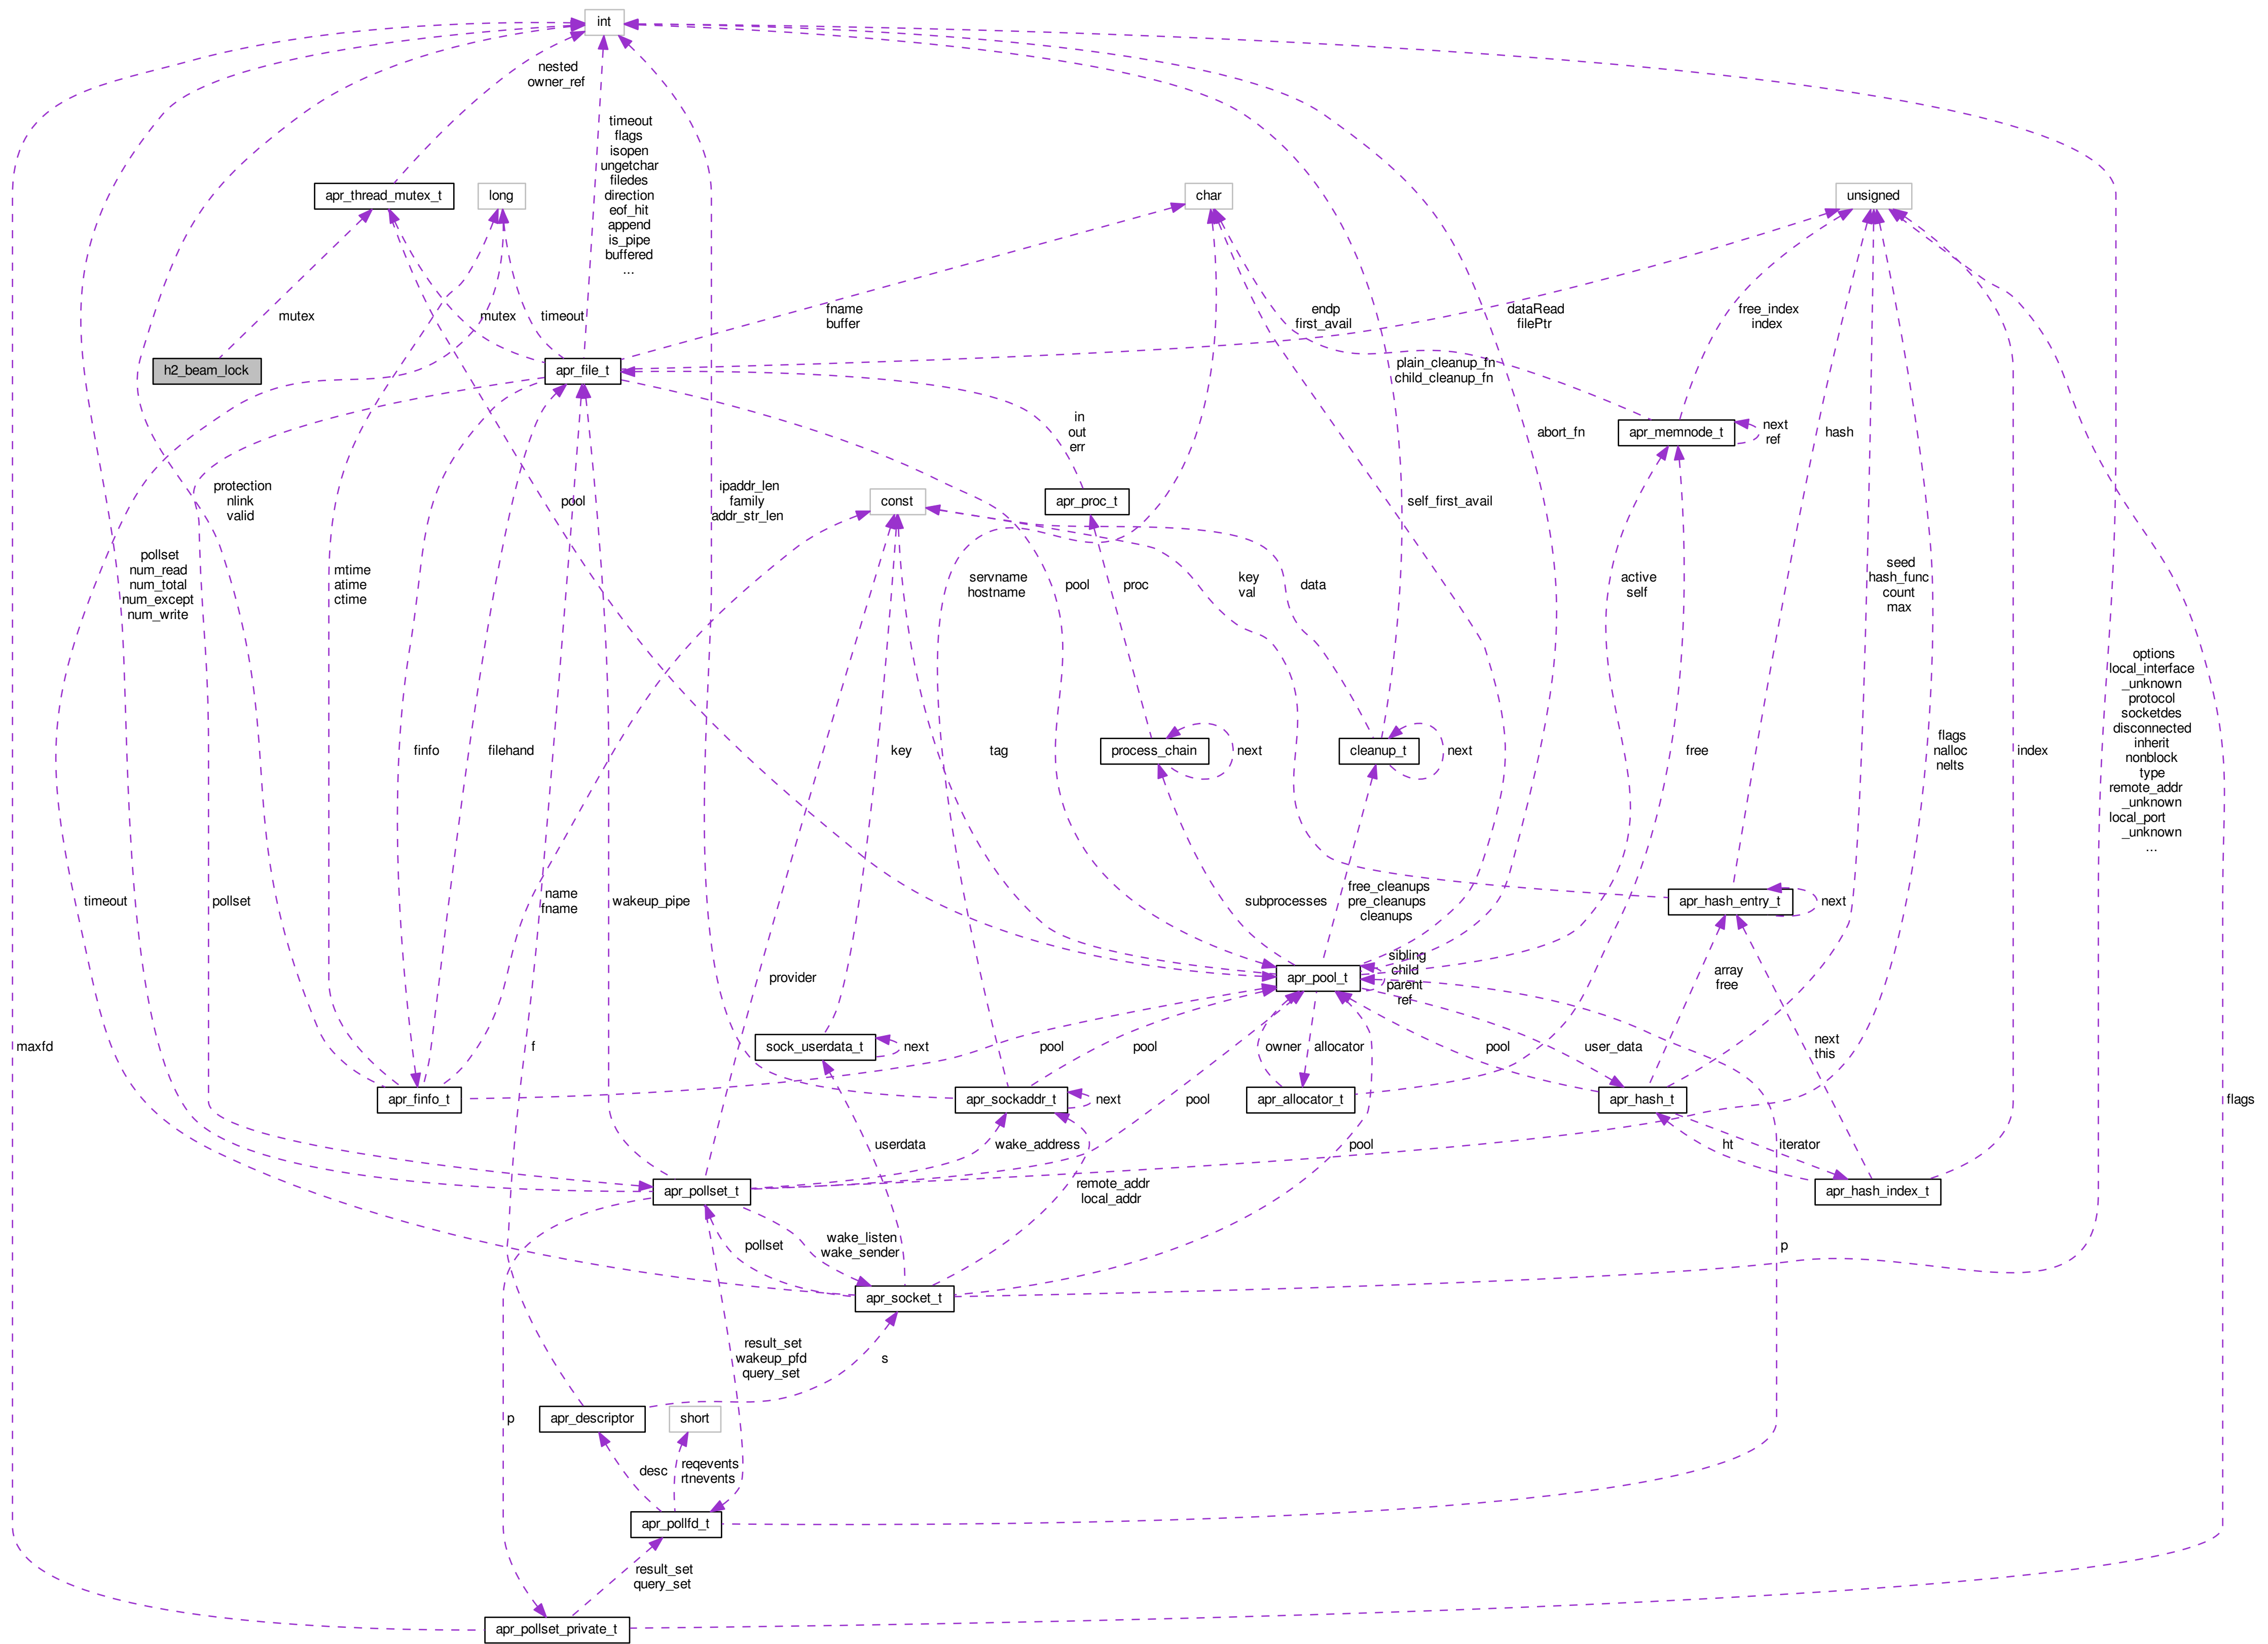 int
nested
owner_ref
timeout
flags
isopen
ungetchar
filedes
direction
eof_hit
append
is_pipe
buffered
...
apr_thread_mutex_t
long
char
unsigned
mutex
mutex
timeout
fname
buffer
endp
first_avail
dataRead
filePtr
free_index
index
h2_beam_lock
apr_file_t
plain_cleanup_fn
child_cleanup_fn
in
out
err
abort_fn
apr_memnode_t
next
ref
hash
protection
nlink
valid
pool
ipaddr_len
family
addr_str_len
const
apr_proc_t
self_first_avail
pollset
num_read
num_total
num_except
num_write
mtime
atime
ctime
servname
hostname
pool
proc
key
val
data
active
self
seed
hash_func
count
max
options
local_interface
_unknown
protocol
socketdes
disconnected
inherit
nonblock
type
remote_addr
_unknown
local_port
_unknown
...
finfo
filehand
key
tag
process_chain
next
cleanup_t
next
free
flags
nalloc
nelts
index
timeout
pollset
name
fname
wakeup_pipe
subprocesses
free_cleanups
pre_cleanups
cleanups
apr_hash_entry_t
next
provider
apr_pool_t
sibling
child
parent
ref
array
free
maxfd
f
sock_userdata_t
next
pool
pool
owner
allocator
pool
user_data
next
this
apr_finfo_t
apr_sockaddr_t
next
pool
apr_allocator_t
apr_hash_t
flags
userdata
wake_address
pool
ht
iterator
apr_pollset_t
remote_addr
local_addr
apr_hash_index_t
pollset
wake_listen
wake_sender
p
apr_socket_t
result_set
wakeup_pfd
query_set
s
p
apr_descriptor
short
desc
reqevents
rtnevents
apr_pollfd_t
result_set
query_set
apr_pollset_private_t